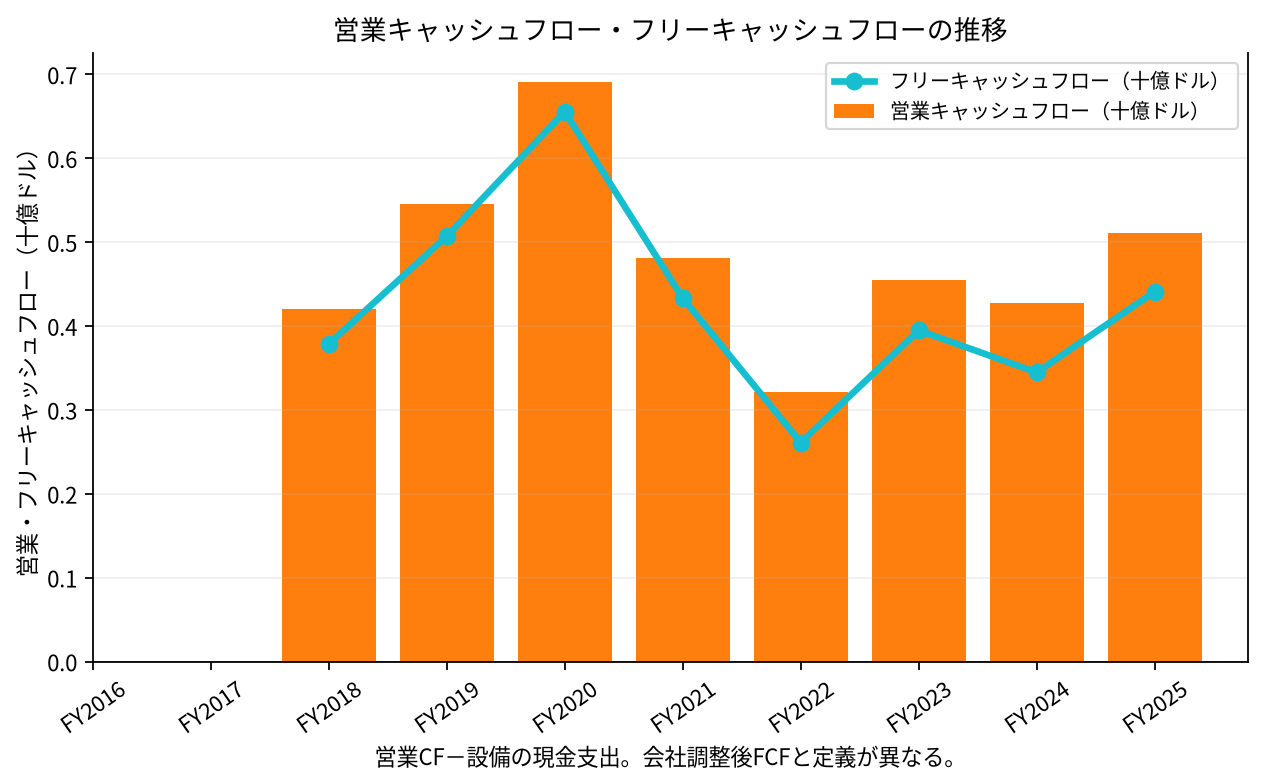 営業キャッシュフロー・フリーキャッシュフローの推移
フリーキャッシュフロー（十億ドル）
営業キャッシュフロー（十億ドル）
営業・フリーキャッシュフロー（十億ドル）
0.7
0.6
0.5
0.4
0.3
0.2
0.1
0.0
FY2016
FY2017
FY2018
FY2019
FY2020
FY2021
FY2022
FY2023
FY2024
FY2025
営業CF－設備の現金支出。会社調整後FCFと定義が異なる。